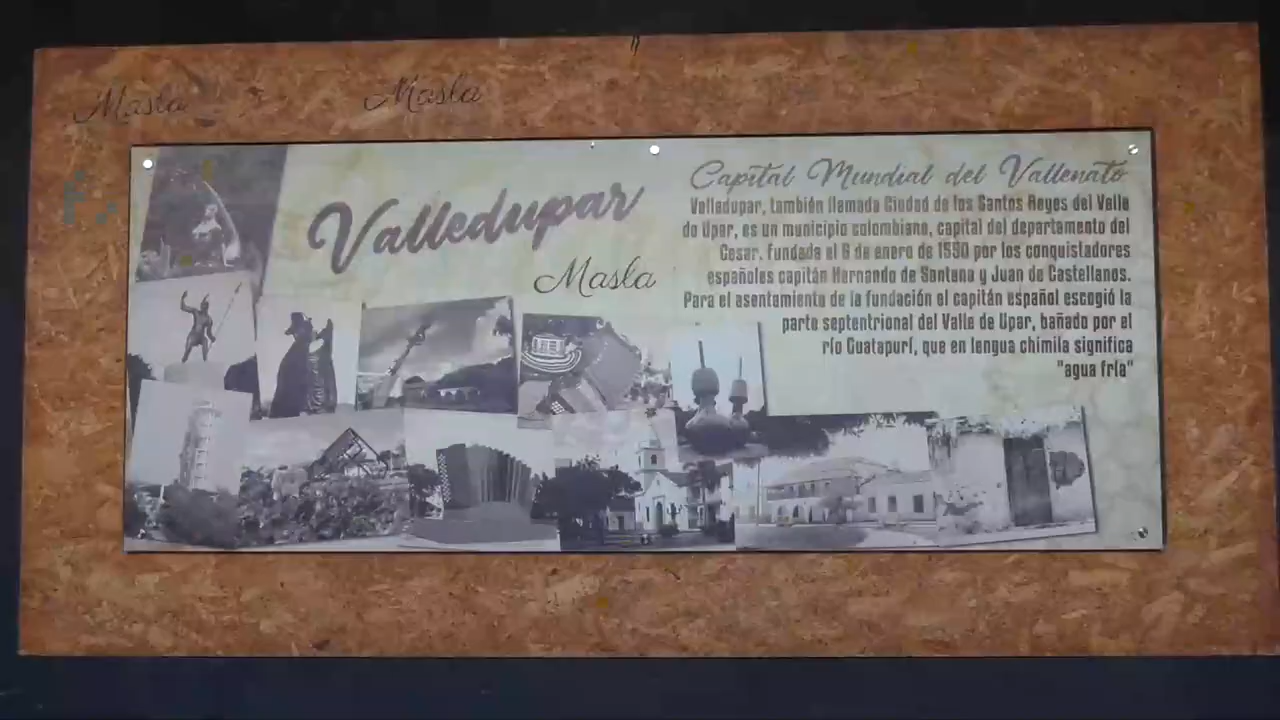 Masla
Masla
Valledupar
Masla
Capital Mundial del Vallenato
Valledupar, también llamada Ciudad de los Santos Reyes del Valle
de Upar, es un municipio colombiano, capital del departamento del
Cesar. Fundada el 6 de enero de 1550 por los conquistadores
españoles capitán Hernando de Santana y Juan de Castellanos.
Para el asentamiento de la fundación el capitán español escogió la
parte septentrional del Valle de Upar, bañado por el
río Guatapurí, que en lengua chimila significa
"agua fría"